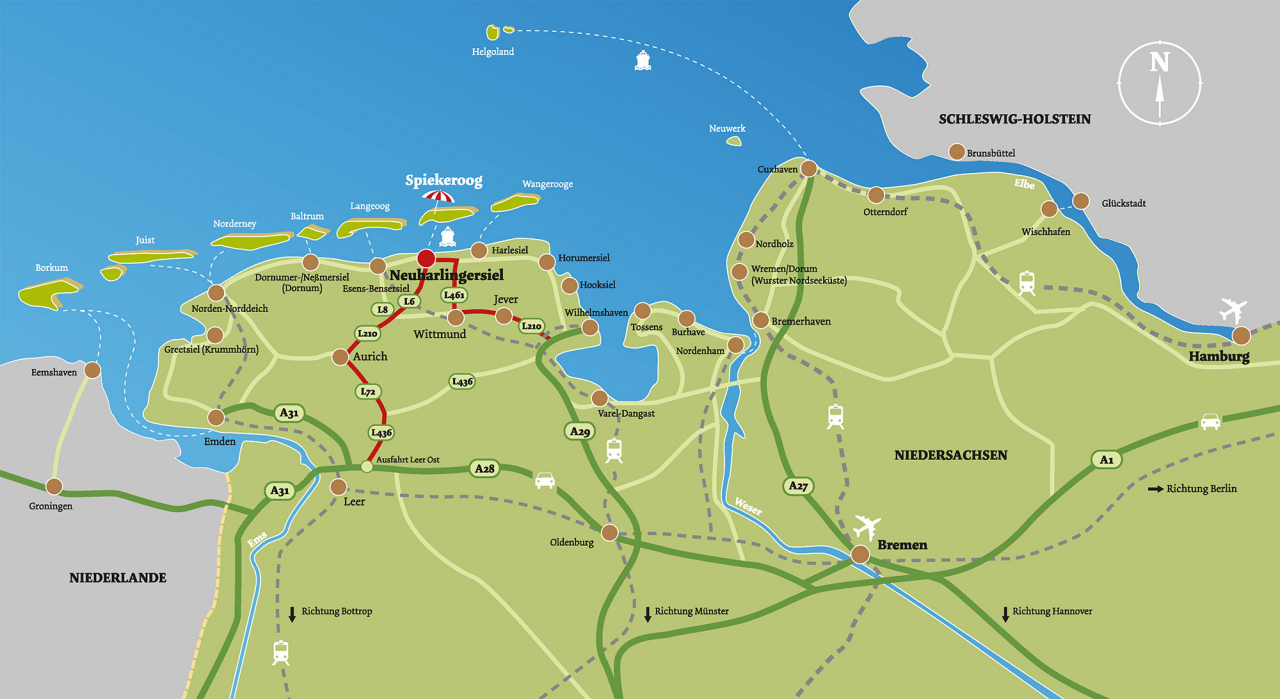 Helgoland
N
SCHLESWIG-HOLSTEIN
Neuwerk
Brunsbüttel
Cuxhaven
Spiekeroog
Wangerooge
Elbe
Langeoog
Otterndorf
Glückstadt
Baltrum
Norderney
Wischhafen
Juist
Nordholz
Harlesiel
Horumersiel
Borkum
Dornumer-/Neßmersiel
(Dornum)
Neuharlingersiel
Esens-Bensersiel
Wremen/Dorum
(Wurster Nordseeküste)
Hooksiel
L461
L6
Jever
Norden-Norddeich
L8
Wilhelmshaven
Bremerhaven
Tossens
Burhave
L210
L210
Wittmund
Greetsiel (Krummhörn)
Nordenham
Hamburg
Aurich
Eemshaven
L436
L72
A31
Varel-Dangast
L436
A29
Emden
Ausfahrt Leer Ost
NIEDERSACHSEN
A1
A28
A31
A27
Richtung Berlin
Leer
Groningen
Weser
Ems
Oldenburg
Bremen
NIEDERLANDE
Richtung Bottrop
Richtung Münster
Richtung Hannover